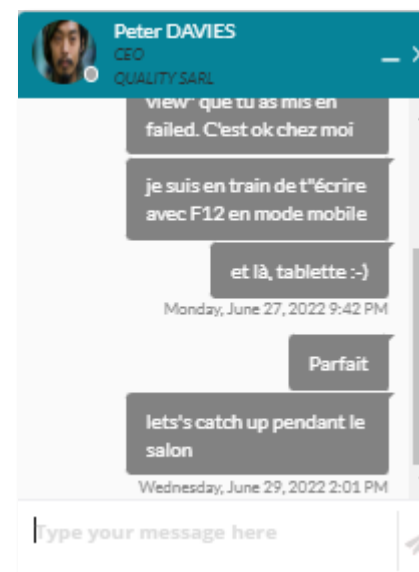 Peter DAVIES
CEO
QUALITY SARL
view" que tu as mis en
failed. C'est ok chez moi
je suis en train de t"écrire
avec F12 en mode mobile
et là, tablette :-)
Monday, June 27, 2022 9:42 PM
Parfait
lets's catch up pendant le
salon
Wednesday, June 29, 2022 2:01 PM
Type your message here